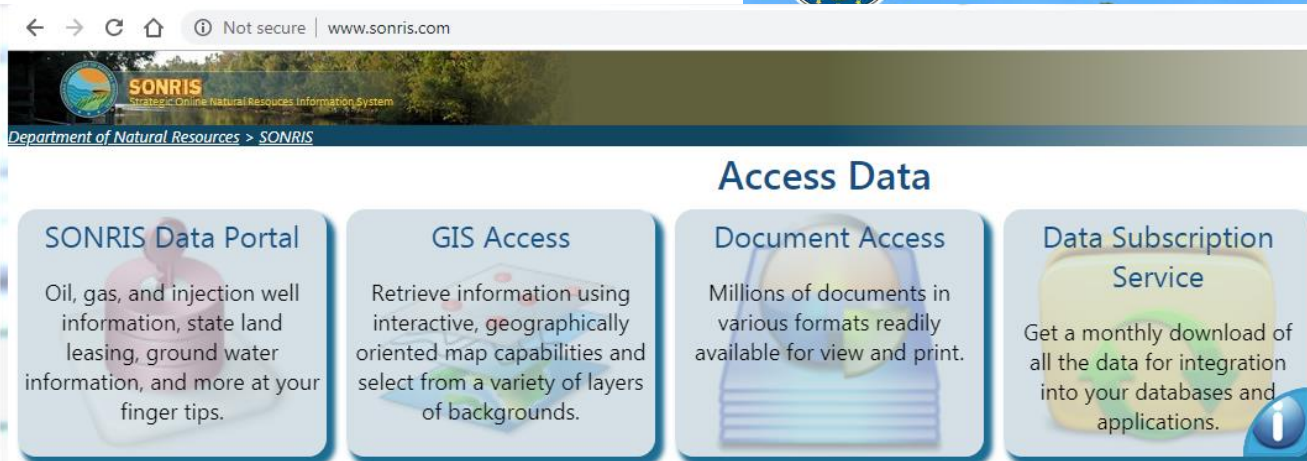 Not secure | www.sonris.com
SONRIS
Strategic Online Natural Resouces Information System
Department of Natural Resources > SONRIS
Access Data
SONRIS Data Portal
Oil, gas, and injection well
information, state land
leasing, ground water
information, and more at your
finger tips.
GIS Access
Retrieve information using
interactive, geographically
oriented map capabilities and
select from a variety of layers
of backgrounds.
Document Access
Millions of documents in
various formats readily
available for view and print.
Data Subscription
Service
Get a monthly download of
all the data for integration
into your databases and
applications.